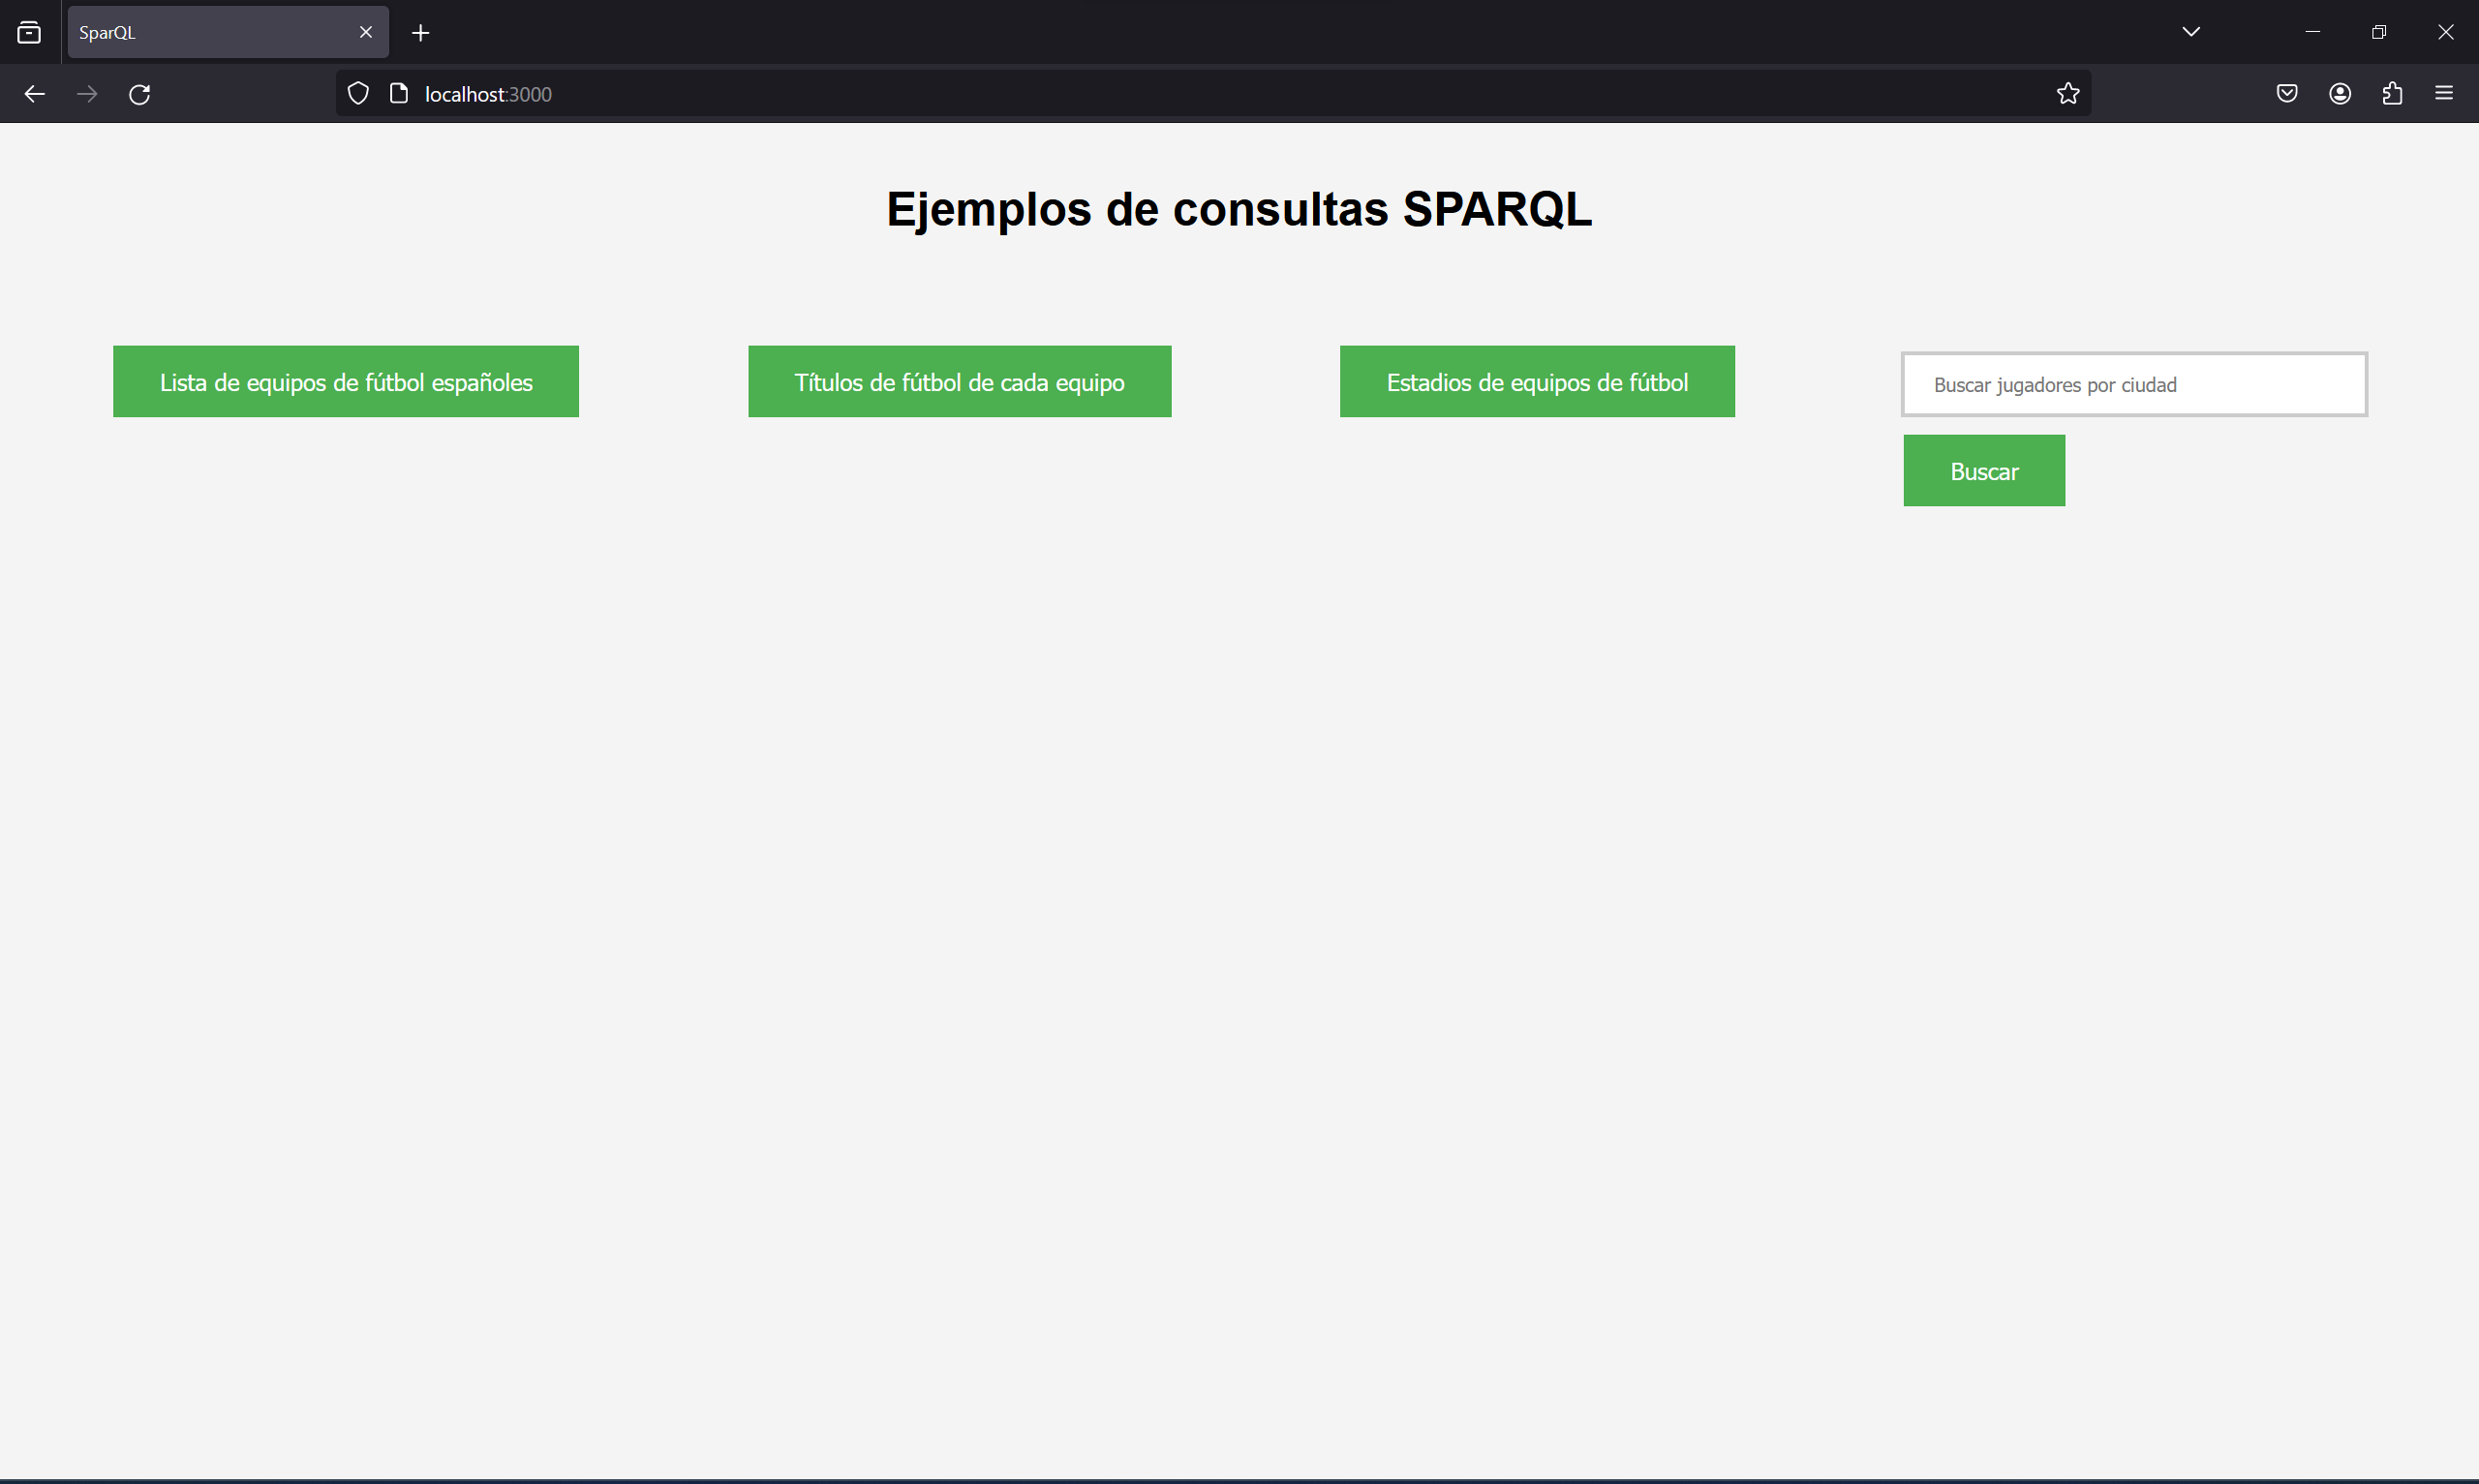 SparQL
localhost:3000
Ejemplos de consultas SPARQL
Lista de equipos de fútbol españoles
Títulos de fútbol de cada equipo
Estadios de equipos de fútbol
Buscar jugadores por ciudad
Buscar